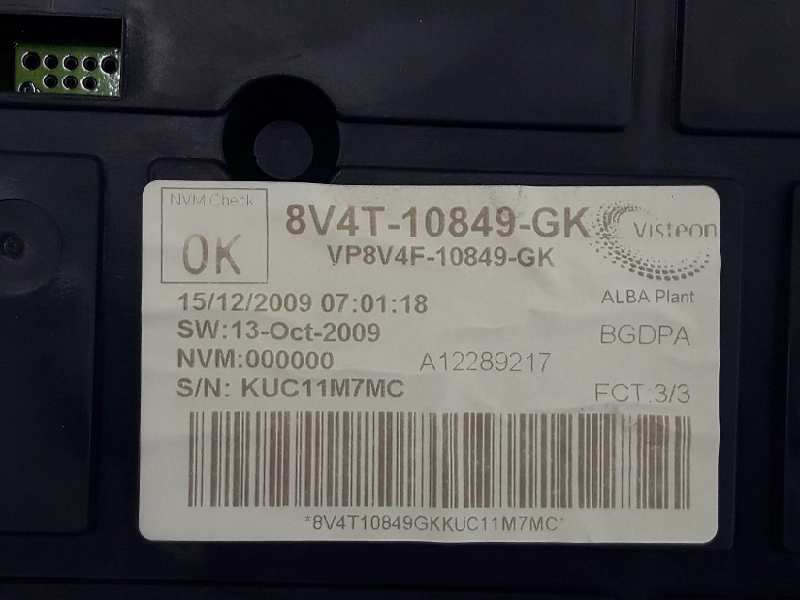 NVM Check
OK
8V4T-10849-GK
VP8V4F-10849-GK
Visteon
ALBA Plant
15/12/2009 07:01:18
SW:13-Oct-2009
BGDPA
NVM:000000
A12289217
S/N: KUC11M7MC
FCT:3/3
*8V4T10849GKKUC11M7MC*